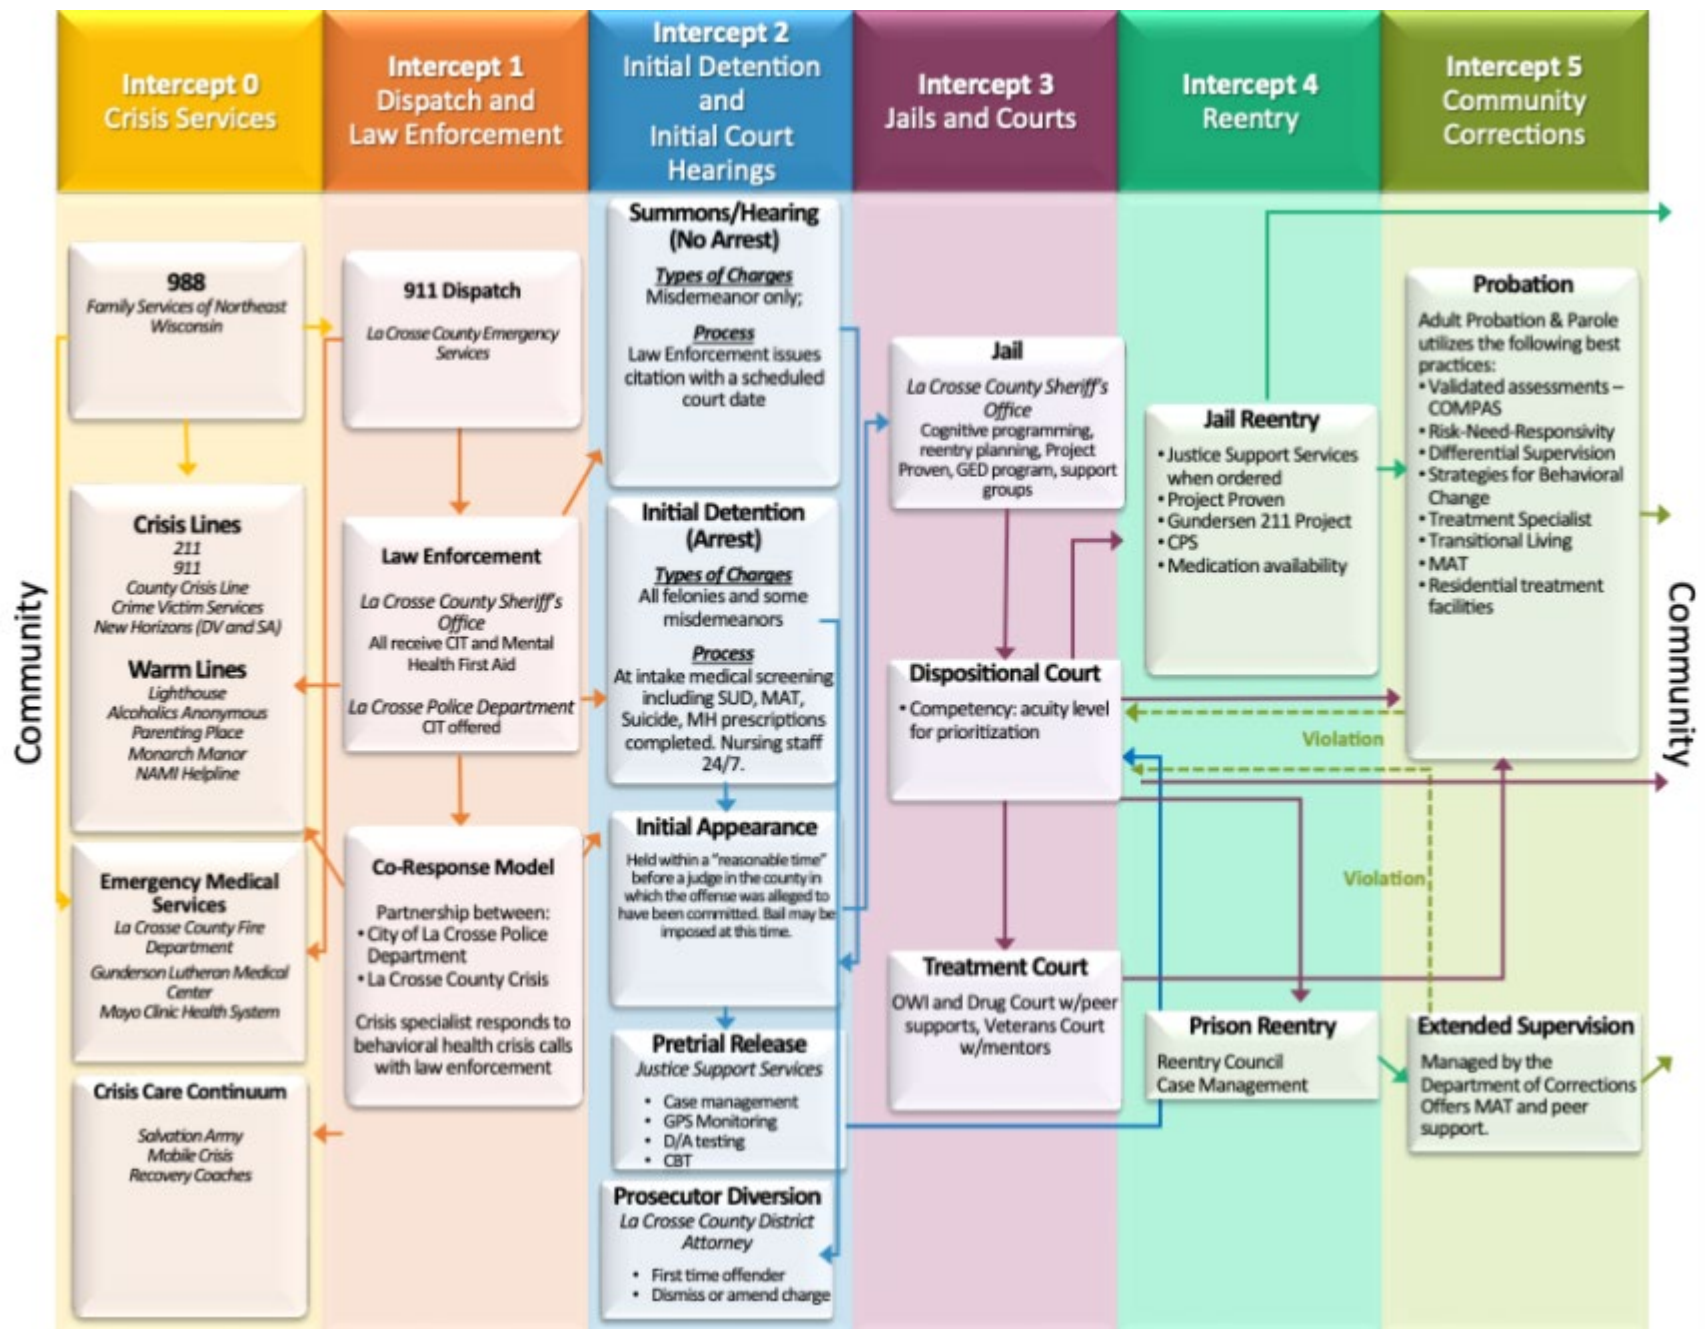 Intercept 0
Crisis Services
Intercept 1
Dispatch and
Law Enforcement
Intercept 2
Initial Detention
and
Initial Court
Hearings
Intercept 3
Jails and Courts
Intercept 4
Reentry
Intercept 5
Community
Corrections
Community
988
Family Services of Northeast
Wisconsin
Crisis Lines
211
911
County Crisis Line
Crime Victim Services
New Horizons (DV and SA)
Warm Lines
Lighthouse
Alcoholics Anonymous
Parenting Place
Monarch Manor
NAMI Helpline
Emergency Medical
Services
La Crosse County Fire
Department
Gunderson Lutheran Medical
Center
Mayo Clinic Health System
Crisis Care Continuum
Salvation Army
Mobile Crisis
Recovery Coaches
911 Dispatch
La Crosse County Emergency
Services
Law Enforcement
La Crosse County Sheriff's
Office
All receive CIT and Mental
Health First Aid
La Crosse Police Department
CIT offered
Co-Response Model
Partnership between:
• City of La Crosse Police
Department
• La Crosse County Crisis
Crisis specialist responds to
behavioral health crisis calls
with law enforcement
Summons/Hearing
(No Arrest)
Types of Charges
Misdemeanor only;
Process
Law Enforcement issues
citation with a scheduled
court date
Initial Detention
(Arrest)
Types of Charges
All felonies and some
misdemeanors
Process
At intake medical screening
including SUD, MAT,
Suicide, MH prescriptions
completed. Nursing staff
24/7.
Initial Appearance
Held within a "reasonable time"
before a judge in the county in
which the offense was alleged to
have been committed. Bail may be
imposed at this time.
Pretrial Release
Justice Support Services
• Case management
• GPS Monitoring
• D/A testing
• CBT
Prosecutor Diversion
La Crosse County District
Attorney
• First time offender
• Dismiss or amend charge
Jail
La Crosse County Sheriff's
Office
Cognitive programming,
reentry planning, Project
Proven, GED program, support
groups
Dispositional Court
• Competency: acuity level
for prioritization
Treatment Court
OWI and Drug Court w/peer
supports, Veterans Court
w/mentors
Jail Reentry
• Justice Support Services
when ordered
• Project Proven
• Gundersen 211 Project
• CPS
• Medication availability
Violation
Violation
Prison Reentry
Reentry Council
Case Management
Probation
Adult Probation & Parole
utilizes the following best
practices:
• Validated assessments –
COMPAS
• Risk-Need-Responsivity
• Differential Supervision
• Strategies for Behavioral
Change
• Treatment Specialist
• Transitional Living
• MAT
• Residential treatment
facilities
Extended Supervision
Managed by the
Department of Corrections
Offers MAT and peer
support.
Community